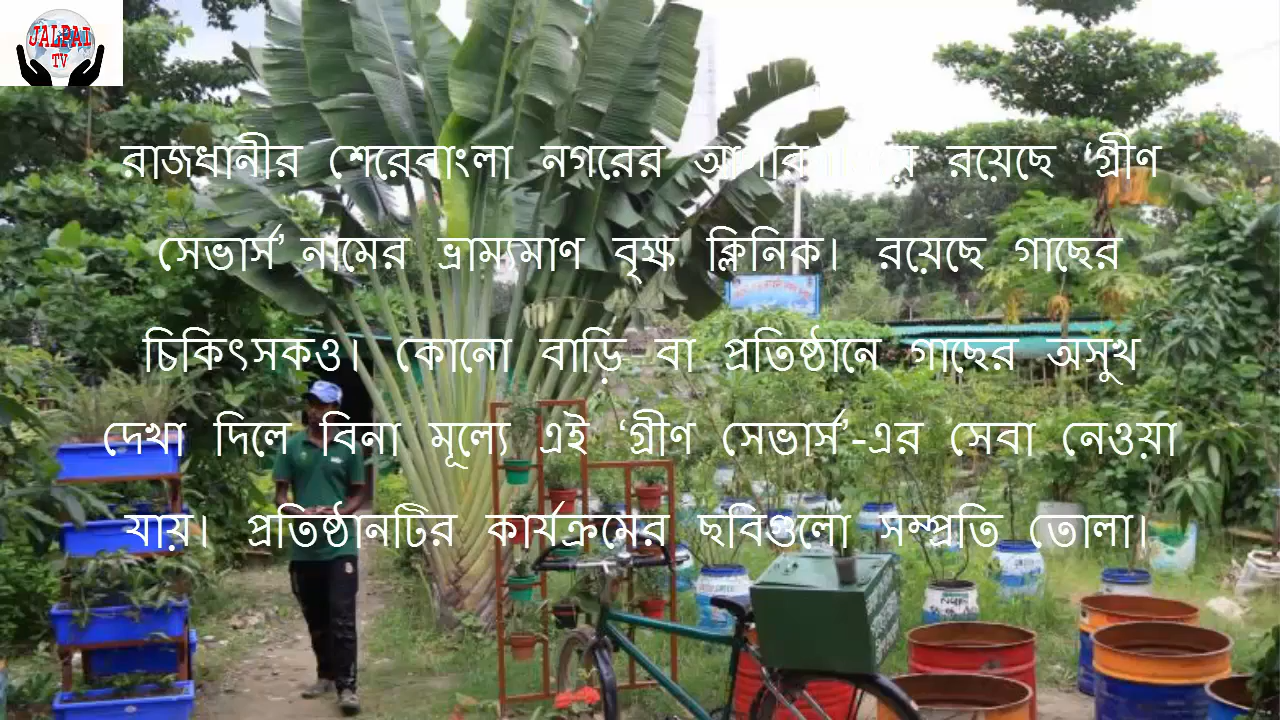 JALPAI
TV
রাজধানীর শেরেবাংলা নগরের রয়েছে ‘গ্রীণ
সেভার্স’ নামের ভ্রাম্যমাণ বৃক্ষ ক্লিনিক। রয়েছে গাছের
চিকিৎসকও। কোনো বাড়ি বা প্রতিষ্ঠানে গাছের অসুখ
দেখা দিলে বিনা মূল্যে এই ‘গ্রীণ সেভার্স’-এর সেবা নেওয়া
যায়। প্রতিষ্ঠানটির কার্যক্রমের ছবিগুলো সম্প্রতি তোলা।